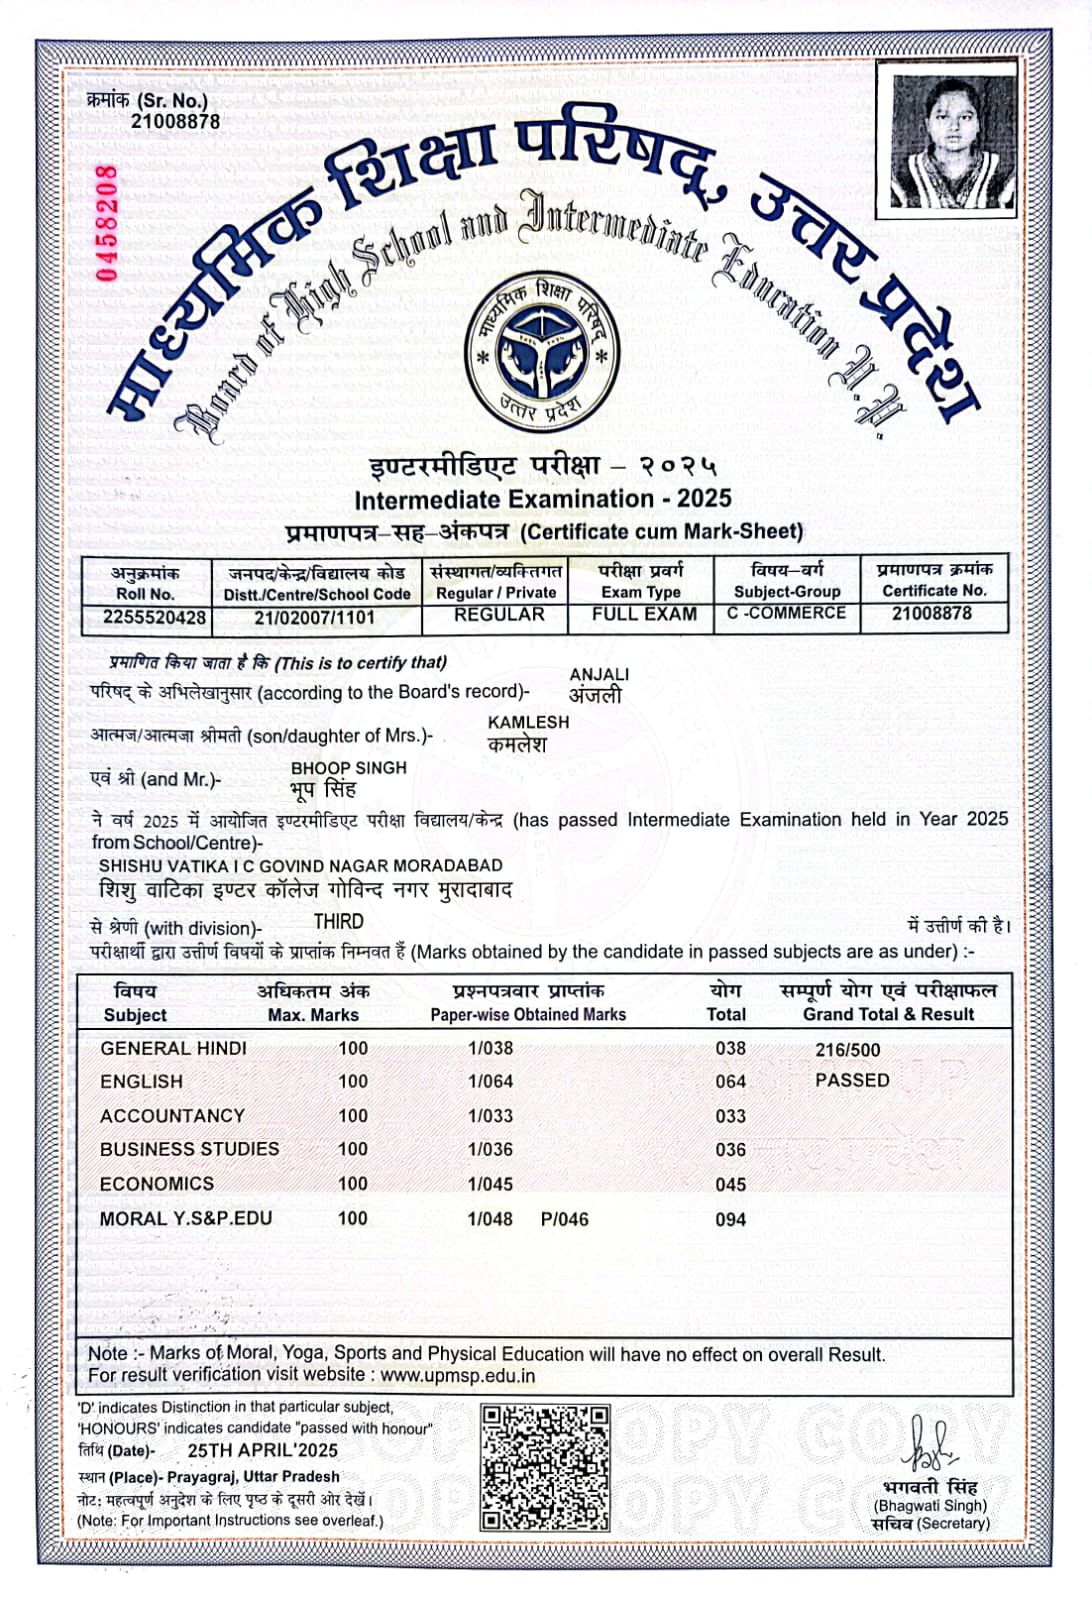 क्रमांक (Sr. No.)
21008878
0458208
माध्यमिक शिक्षा परिषद्, उत्तर प्रदेश
Board of High School and Intermediate Education U.P.
माध्यमिक शिक्षा परिषद
* *
उत्तर प्रदेश
इण्टरमीडिएट परीक्षा – २०२५
Intermediate Examination - 2025
प्रमाणपत्र–सह–अंकपत्र (Certificate cum Mark-Sheet)
अनुक्रमांक जनपद/केन्द्र/विद्यालय कोड संस्थागत/व्यक्तिगत परीक्षा प्रवर्ग विषय–वर्ग प्रमाणपत्र क्रमांक
Roll No. Distt./Centre/School Code Regular / Private Exam Type Subject-Group Certificate No.
2255520428 21/02007/1101 REGULAR FULL EXAM C -COMMERCE 21008878
प्रमाणित किया जाता है कि (This is to certify that)
ANJALI
परिषद् के अभिलेखानुसार (according to the Board's record)- अंजली
KAMLESH
आत्मज/आत्मजा श्रीमती (son/daughter of Mrs.)- कमलेश
BHOOP SINGH
एवं श्री (and Mr.)- भूप सिंह
ने वर्ष 2025 में आयोजित इण्टरमीडिएट परीक्षा विद्यालय/केन्द्र (has passed Intermediate Examination held in Year 2025
from School/Centre)-
SHISHU VATIKA I C GOVIND NAGAR MORADABAD
शिशु वाटिका इण्टर कॉलेज गोविन्द नगर मुरादाबाद
से श्रेणी (with division)- THIRD में उत्तीर्ण की है।
परीक्षार्थी द्वारा उत्तीर्ण विषयों के प्राप्तांक निम्नवत हैं (Marks obtained by the candidate in passed subjects are as under) :-
विषय अधिकतम अंक प्रश्नपत्रवार प्राप्तांक योग सम्पूर्ण योग एवं परीक्षाफल
Subject Max. Marks Paper-wise Obtained Marks Total Grand Total & Result
GENERAL HINDI 100 1/038 038 216/500
ENGLISH 100 1/064 064 PASSED
ACCOUNTANCY 100 1/033 033
BUSINESS STUDIES 100 1/036 036
ECONOMICS 100 1/045 045
MORAL Y.S&P.EDU 100 1/048 P/046 094
Note :- Marks of Moral, Yoga, Sports and Physical Education will have no effect on overall Result.
For result verification visit website : www.upmsp.edu.in
'D' indicates Distinction in that particular subject,
'HONOURS' indicates candidate "passed with honour"
तिथि (Date)- 25TH APRIL'2025
स्थान (Place)- Prayagraj, Uttar Pradesh
नोट: महत्वपूर्ण अनुदेश के लिए पृष्ठ के दूसरी ओर देखें।
(Note: For Important Instructions see overleaf.)
भगवती सिंह
(Bhagwati Singh)
सचिव (Secretary)